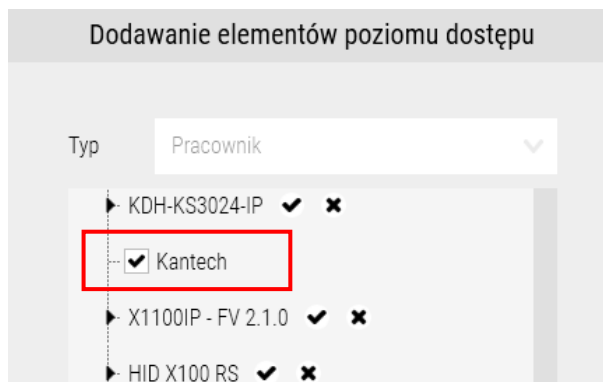 Dodawanie elementów poziomu dostępu
Typ Pracownik
KDH-KS3024-IP
Kantech
X1100IP - FV 2.1.0
HID X100 RS